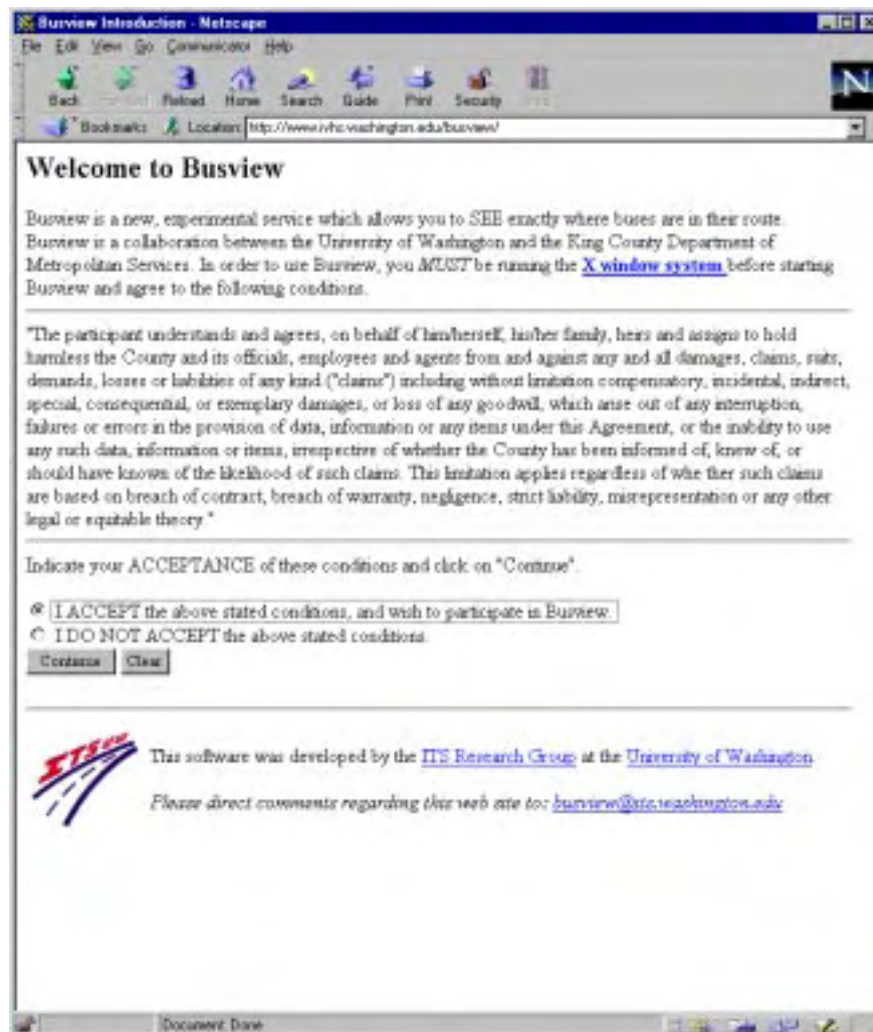 Busview Introduction - Netscape
File Edit View Go Communicator Help
Back Reload Home Search Guide Print Security
Bookmarks Location: http://www.ivhs.washington.edu/busview/
Welcome to Busview
Busview is a new, experimental service which allows you to SEE exactly where buses are in their route.
Busview is a collaboration between the University of Washington and the King County Department of
Metropolitan Services. In order to use Busview, you MUST be running the X window system before starting
Busview and agree to the following conditions.
"The participant understands and agrees, on behalf of him/herself, his/her family, heirs and assigns to hold
harmless the County and its officials, employees and agents from and against any and all damages, claims, suits,
demands, losses or liabilities of any kind ("claims") including without limitation compensatory, incidental, indirect,
special, consequential, or exemplary damages, or loss of any goodwill, which arise out of any interruption,
failures or errors in the provision of data, information or any items under this Agreement, or the inability to use
any such data, information or items, irrespective of whether the County has been informed of, knew of, or
should have known of the likelihood of such claims. This limitation applies regardless of whe ther such claims
are based on breach of contract, breach of warranty, negligence, strict liability, misrepresentation or any other
legal or equitable theory."
Indicate your ACCEPTANCE of these conditions and click on "Continue".
I ACCEPT the above stated conditions, and wish to participate in Busview.
I DO NOT ACCEPT the above stated conditions.
Continue Clear
ITS UW
This software was developed by the ITS Research Group at the University of Washington
Please direct comments regarding this web site to: busview@its.washington.edu
Document: Done